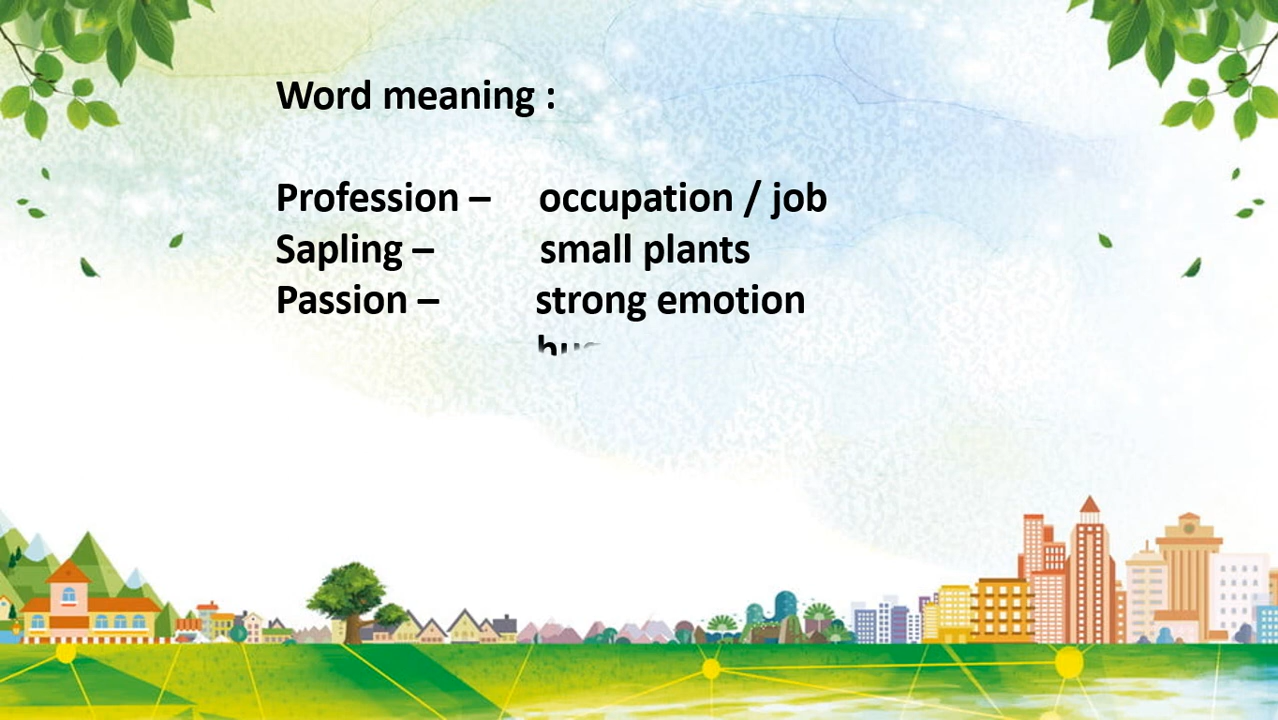 Word meaning :
Profession – occupation / job
Sapling – small plants
Passion – strong emotion